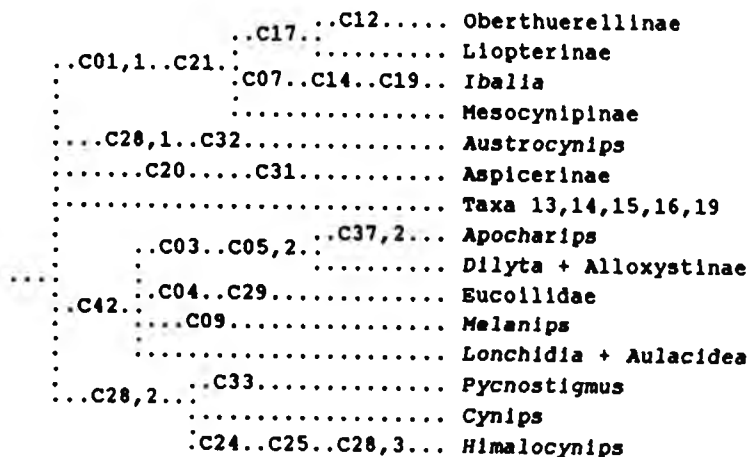 ..C12..... Oberthuerellinae
..C17..
.......... Liopterinae
..C01,1..C21.
:C07..C14..C19.. Ibalia
................ Mesocynipinae
....C28,1..C32............... Austrocynips
.......C20.....C31............ Aspicerinae
.............................. Taxa 13,14,15,16,19
..C03..C05,2. :.C37,2... Apocharips
.......... Dilyta + Alloxystinae
..C42. :.C04..C29............ Eucoilidae
....C09............... Melanips
....................... Lonchidia + Aulacidea
..C33............. Pycnostigmus
:...C28,2..
................... Cynips
:C24..C25..C28,3... Himalocynips